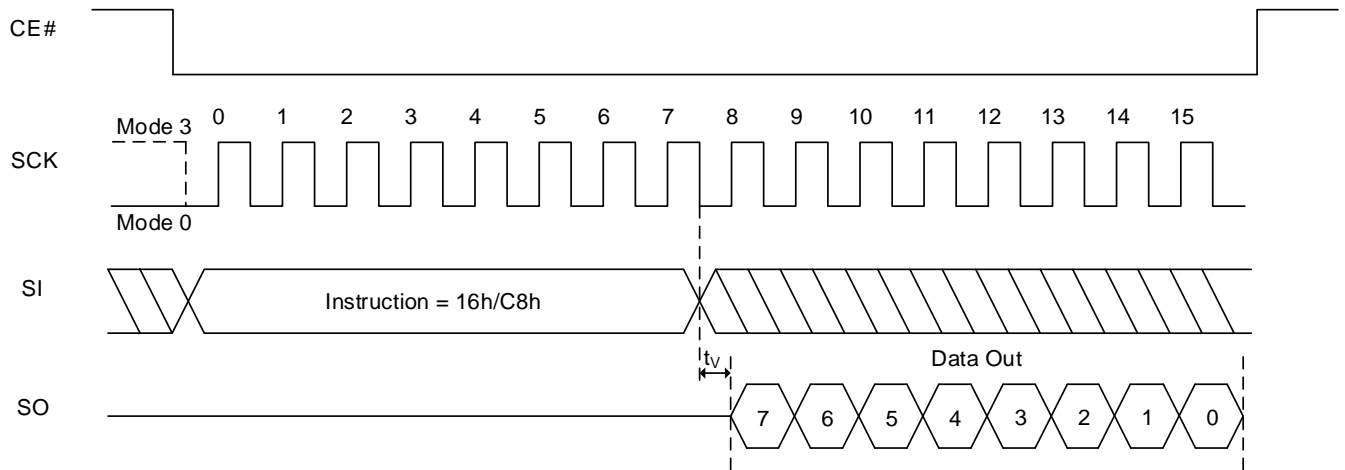 CE#
Mode 3 0 1 2 3 4 5 6 7 8 9 10 11 12 13 14 15
SCK
Mode 0
SI
Instruction = 16h/C8h
tV Data Out
SO
7 6 5 4 3 2 1 0